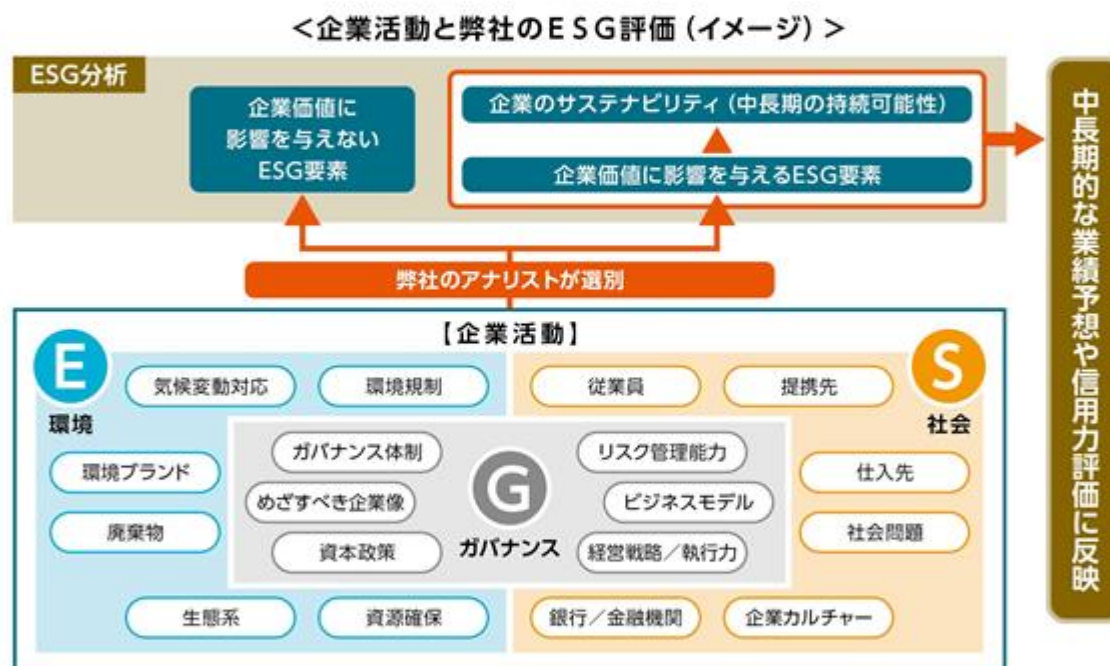 ＜企業活動と弊社のＥＳＧ評価（イメージ）＞
ESG分析
企業価値に
影響を与えない
ESG要素
企業のサステナビリティ（中長期の持続可能性）
企業価値に影響を与えるESG要素
中長期的な業績予想や信用力評価に反映
弊社のアナリストが選別
【企業活動】
E
環境
気候変動対応
環境規制
環境ブランド
廃棄物
生態系
資源確保
G
ガバナンス
ガバナンス体制
めざすべき企業像
資本政策
リスク管理能力
ビジネスモデル
経営戦略／執行力
S
社会
従業員
提携先
仕入先
社会問題
銀行／金融機関
企業カルチャー